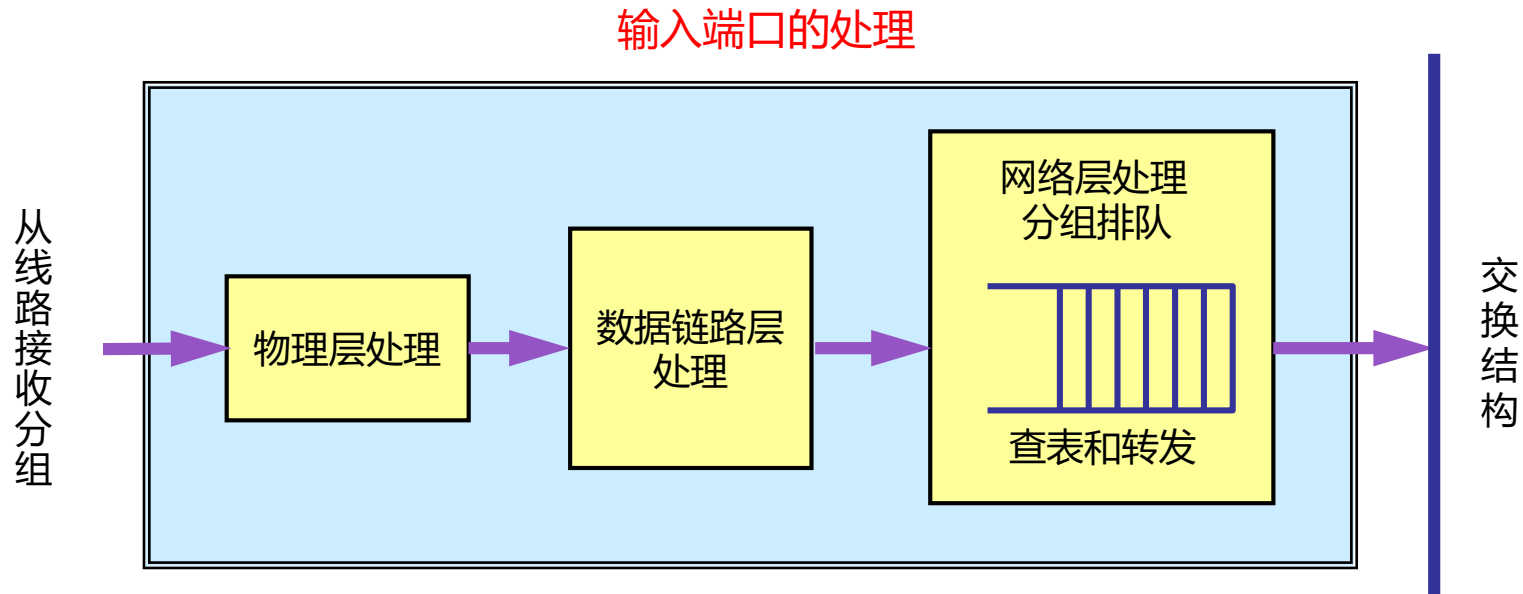 输入端口的处理
从线路接收分组
物理层处理
数据链路层
处理
网络层处理
分组排队
查表和转发
交换结构